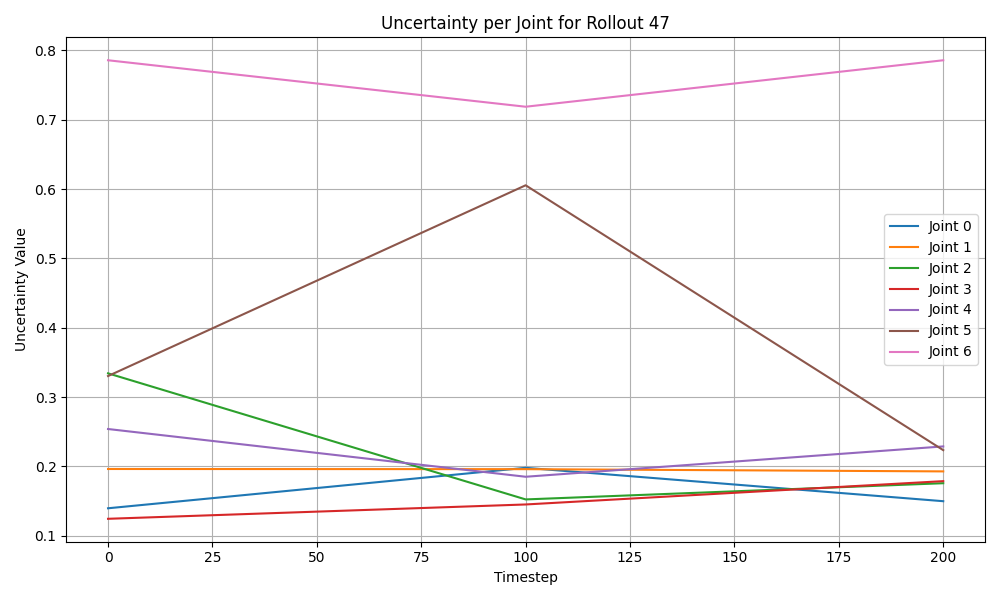 Uncertainty per Joint for Rollout 47
Uncertainty Value
0.8
0.7
0.6
0.5
0.4
0.3
0.2
0.1
Joint 0
Joint 1
Joint 2
Joint 3
Joint 4
Joint 5
Joint 6
0 25 50 75 100 125 150 175 200
Timestep